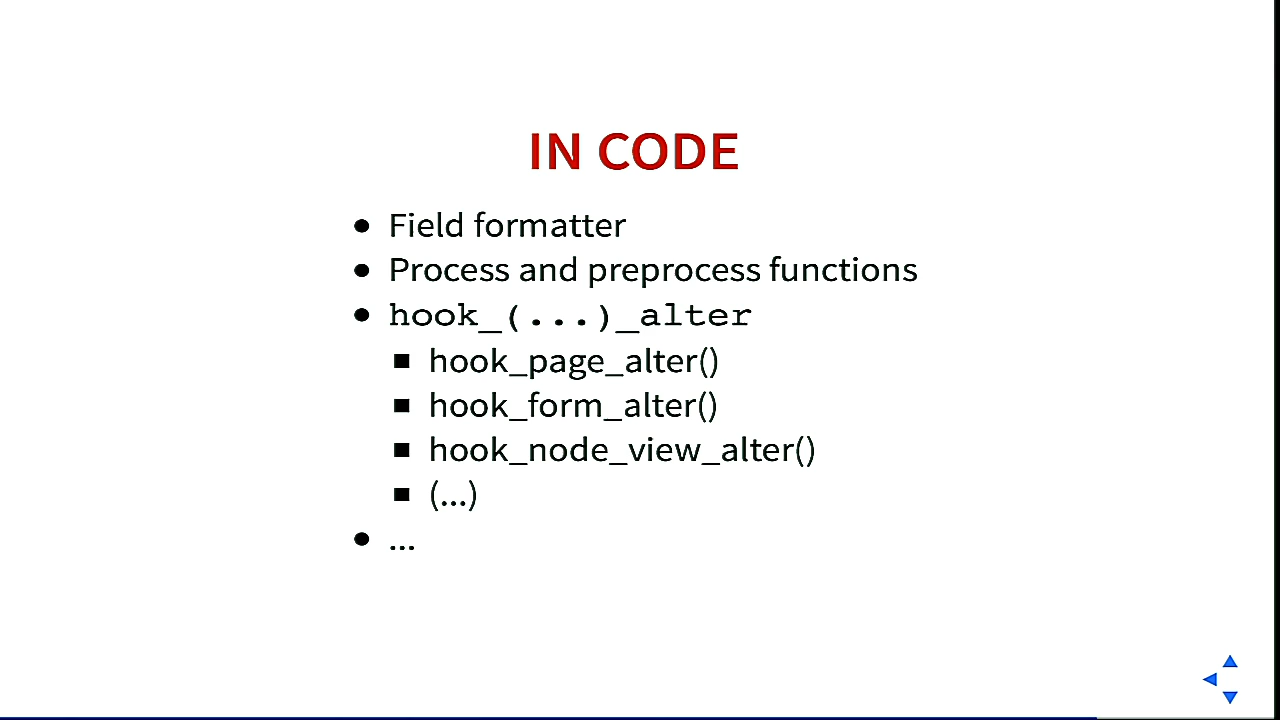 IN CODE
Field formatter
Process and preprocess functions
hook_(...)_alter
hook_page_alter()
hook_form_alter()
hook_node_view_alter()
(...)
...